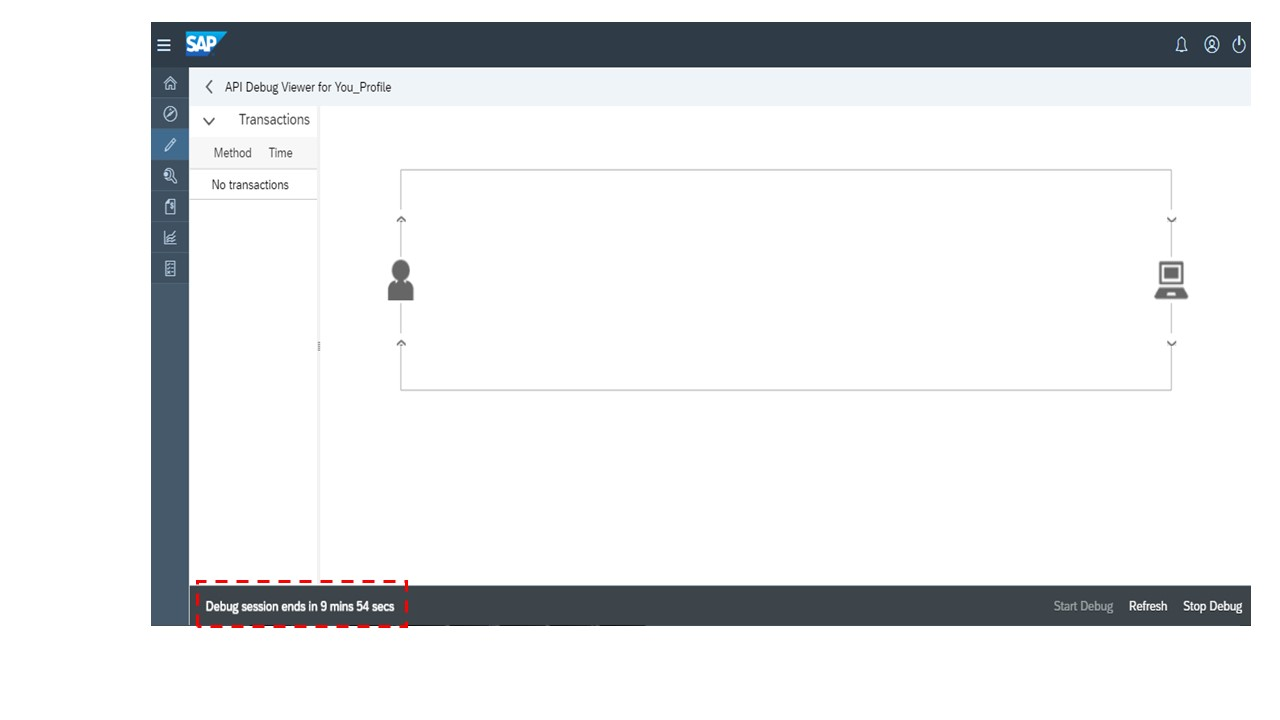 SAP
API Debug Viewer for You_Profile
Transactions
Method Time
No transactions
Debug session ends in 9 mins 54 secs
Start Debug Refresh Stop Debug